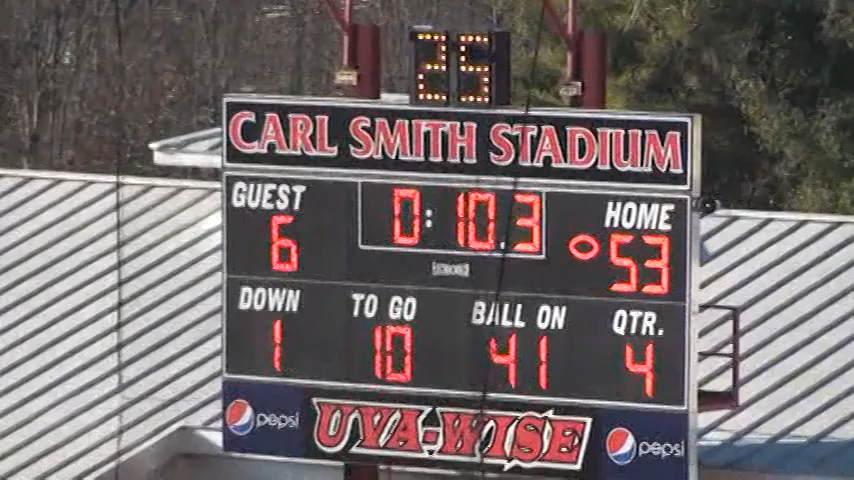 25
CARL SMITH STADIUM
GUEST 0:10.3 HOME
6 53
DOWN TO GO BALL ON QTR.
1 10 41 4
pepsi UVA-WISE pepsi